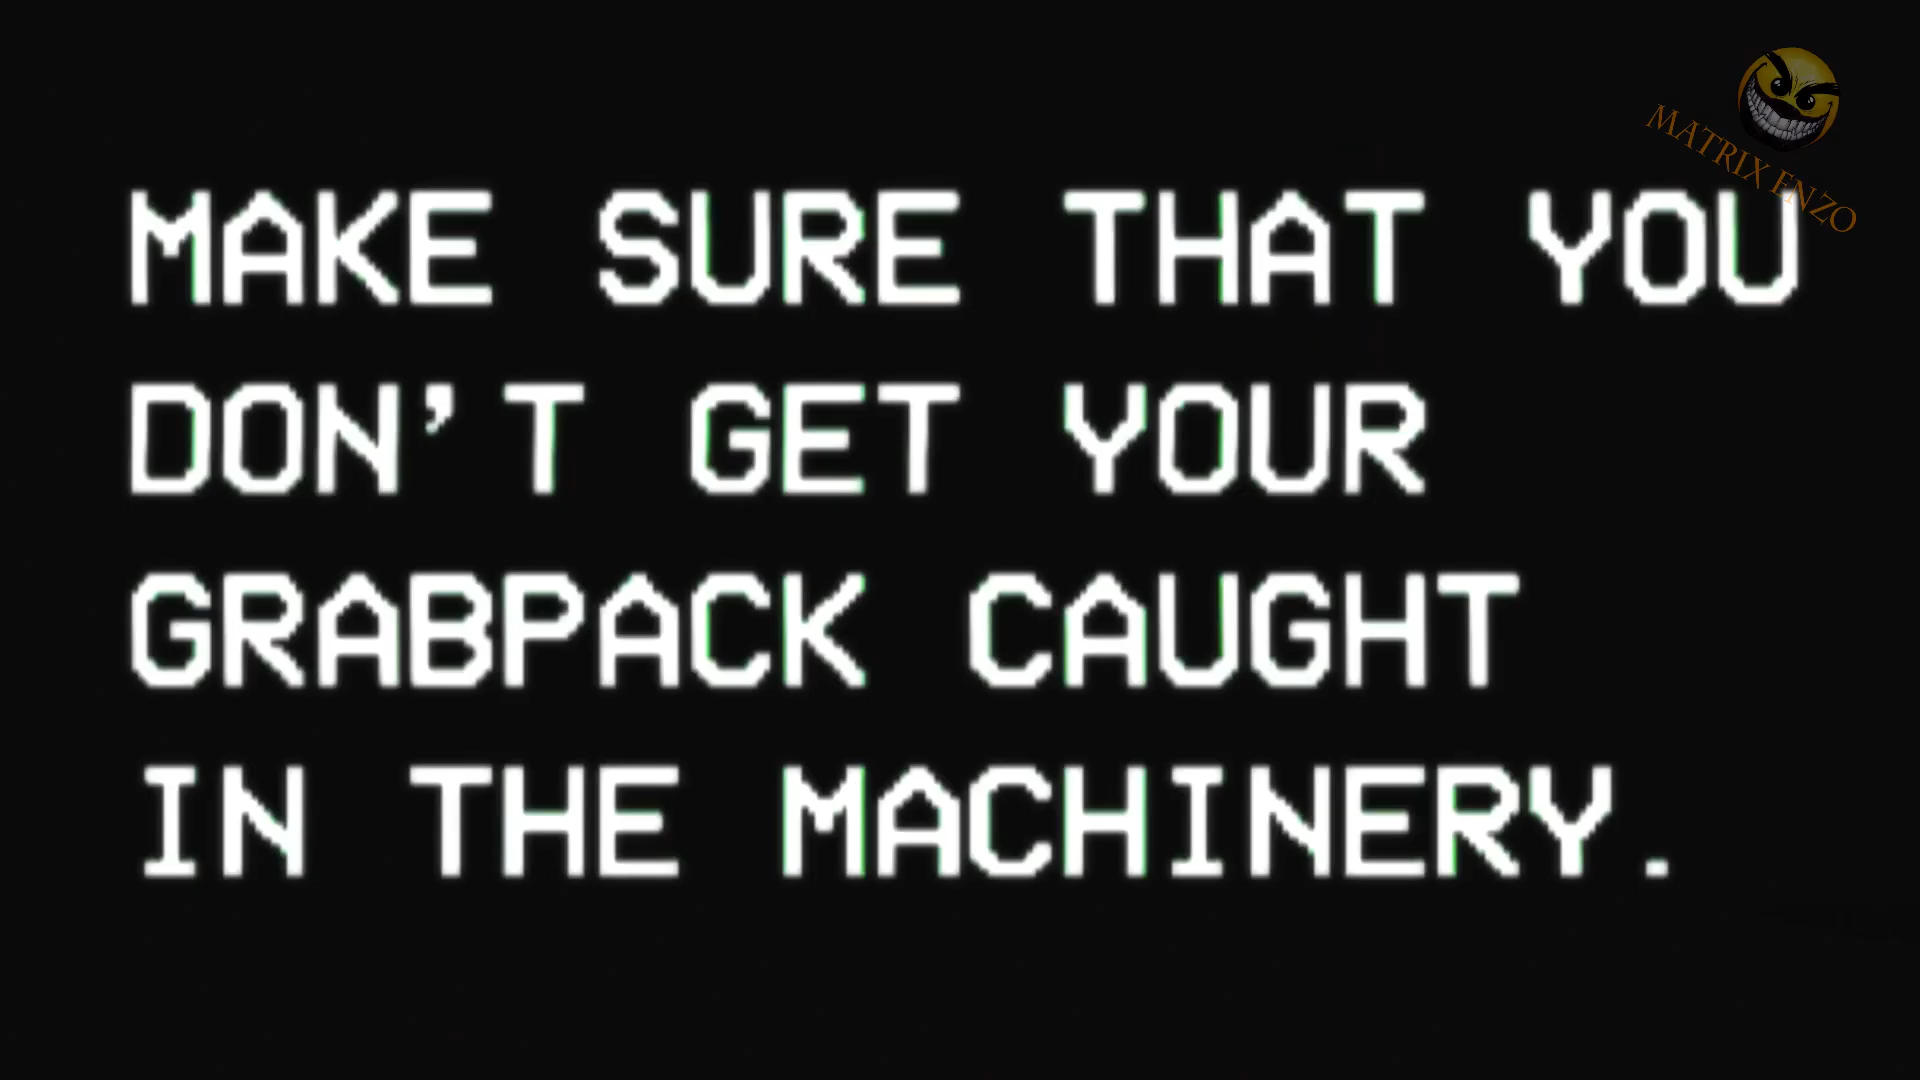 MATRIX ENZO
MAKE SURE THAT YOU
DON’T GET YOUR
GRABPACK CAUGHT
IN THE MACHINERY.